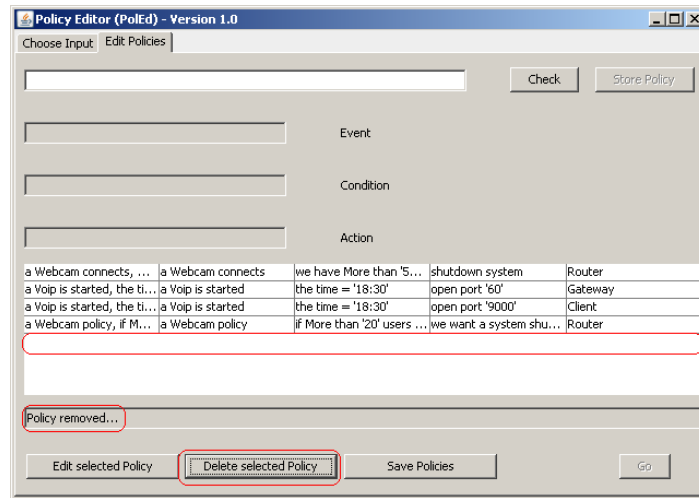 Policy Editor (PolEd) - Version 1.0
Choose Input Edit Policies
Check Store Policy
Event
Condition
Action
a Webcam connects, ... a Webcam connects we have More than '5... shutdown system Router
a Voip is started, the ti... a Voip is started the time = '18:30' open port '60' Gateway
a Voip is started, the ti... a Voip is started the time = '18:30' open port '9000' Client
a Webcam policy, if M... a Webcam policy if More than '20' users ... we want a system shu... Router
Policy removed...
Edit selected Policy Delete selected Policy Save Policies Go